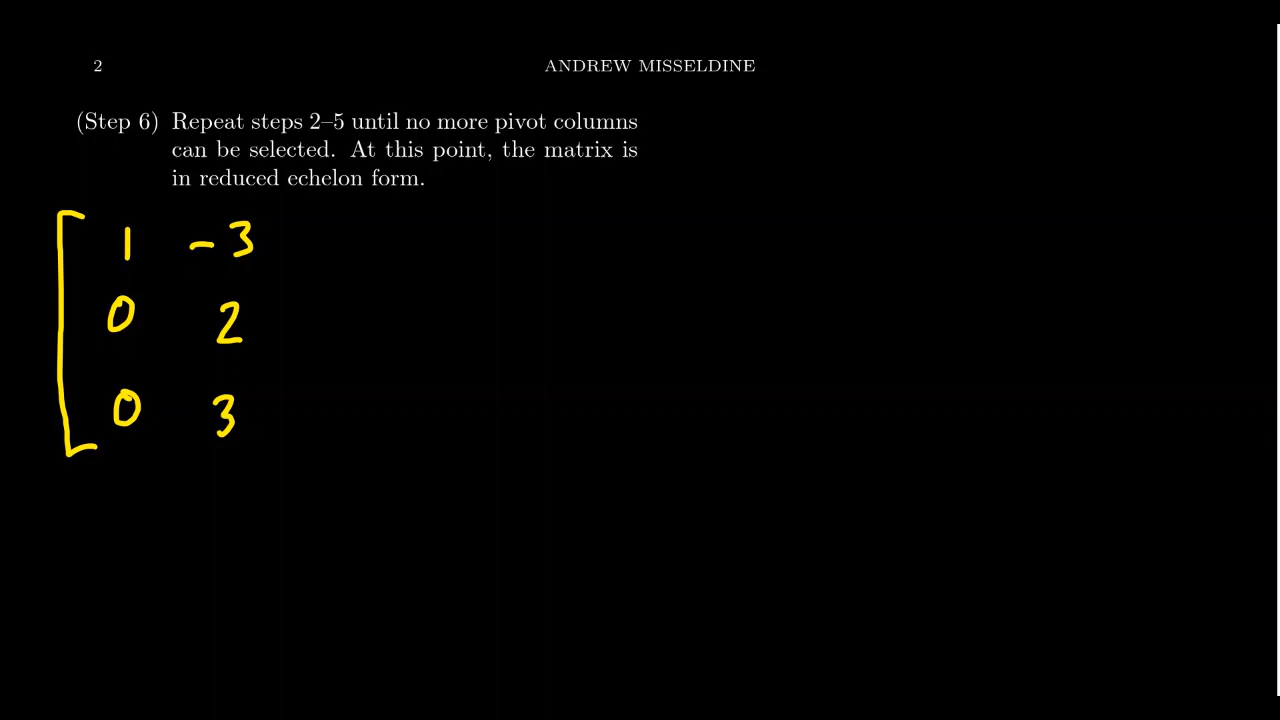 2 ANDREW MISSELDINE
(Step 6) Repeat steps 2–5 until no more pivot columns
can be selected. At this point, the matrix is
in reduced echelon form.
[ 1 -3
0 2
0 3